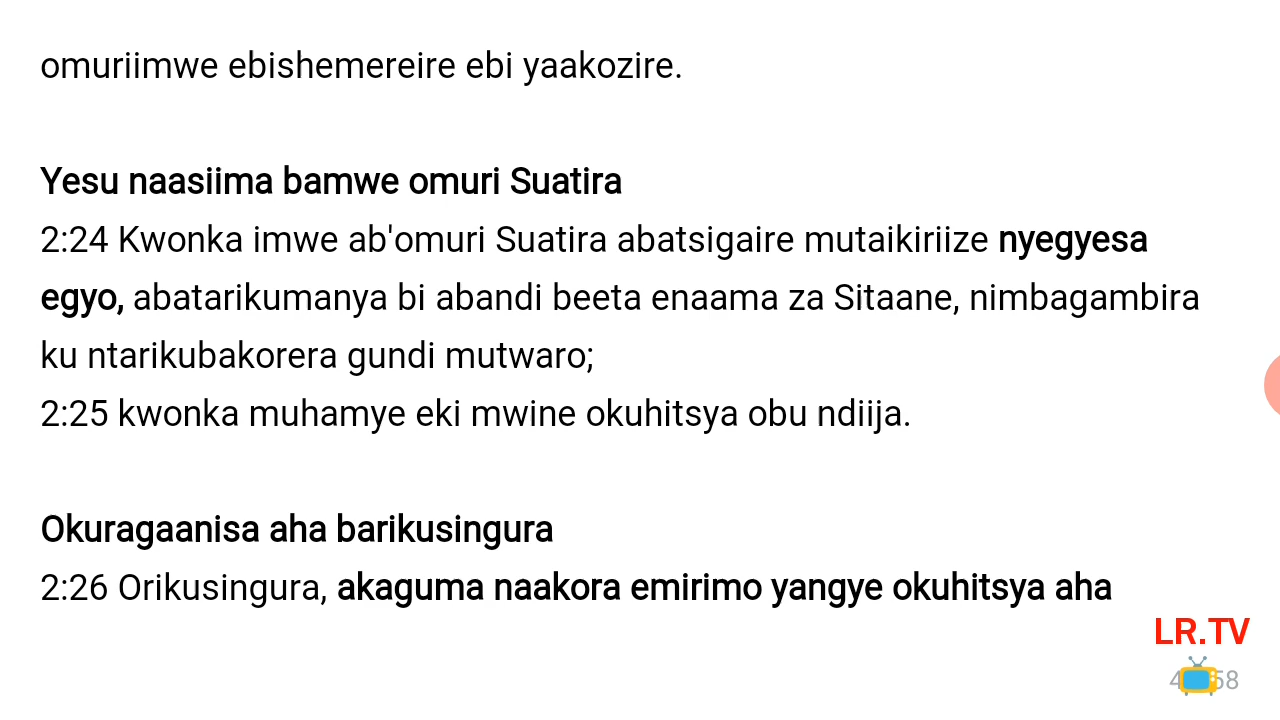 omuriimwe ebishemereire ebi yaakozire.
Yesu naasiima bamwe omuri Suatira
2:24 Kwonka imwe ab'omuri Suatira abatsigaire mutaikiriize nyegyesa
egyo, abatarikumanya bi abandi beeta enaama za Sitaane, nimbagambira
ku ntarikubakorera gundi mutwaro;
2:25 kwonka muhamye eki mwine okuhitsya obu ndiija.
Okuragaanisa aha barikusingura
2:26 Orikusingura, akaguma naakora emirimo yangye okuhitsya aha
LR.TV